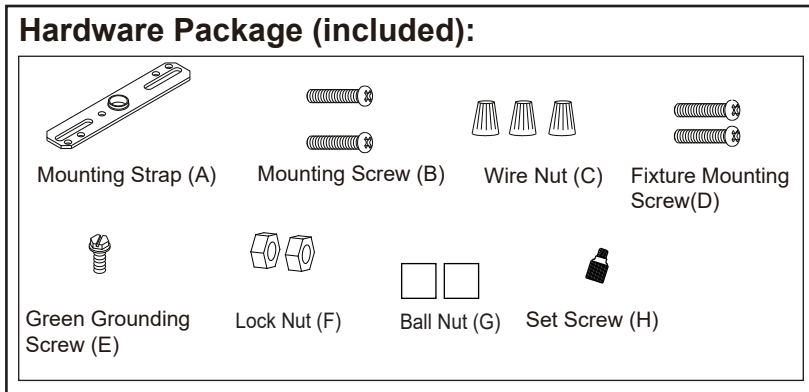 Hardware Package (included):
Mounting Strap (A)
Mounting Screw (B)
Wire Nut (C)
Fixture Mounting
Screw(D)
Green Grounding
Screw (E)
Lock Nut (F)
Ball Nut (G)
Set Screw (H)